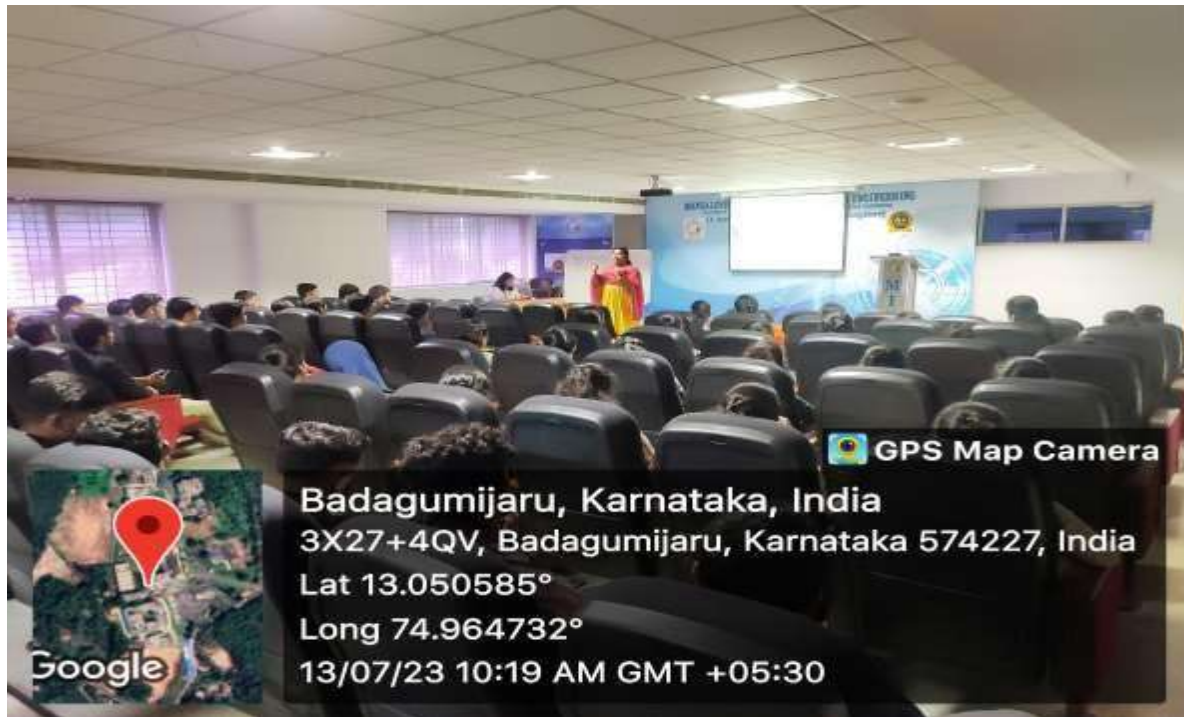 ENGINEERING
GPS Map Camera
Badagumijaru, Karnataka, India
3X27+4QV, Badagumijaru, Karnataka 574227, India
Lat 13.050585°
Long 74.964732°
13/07/23 10:19 AM GMT +05:30
Google